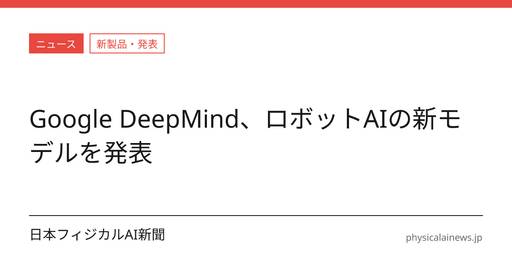 ニュース 新製品・発表
Google DeepMind、ロボットAIの新モ
デルを発表
日本フィジカルAI新聞
physicalainews.jp